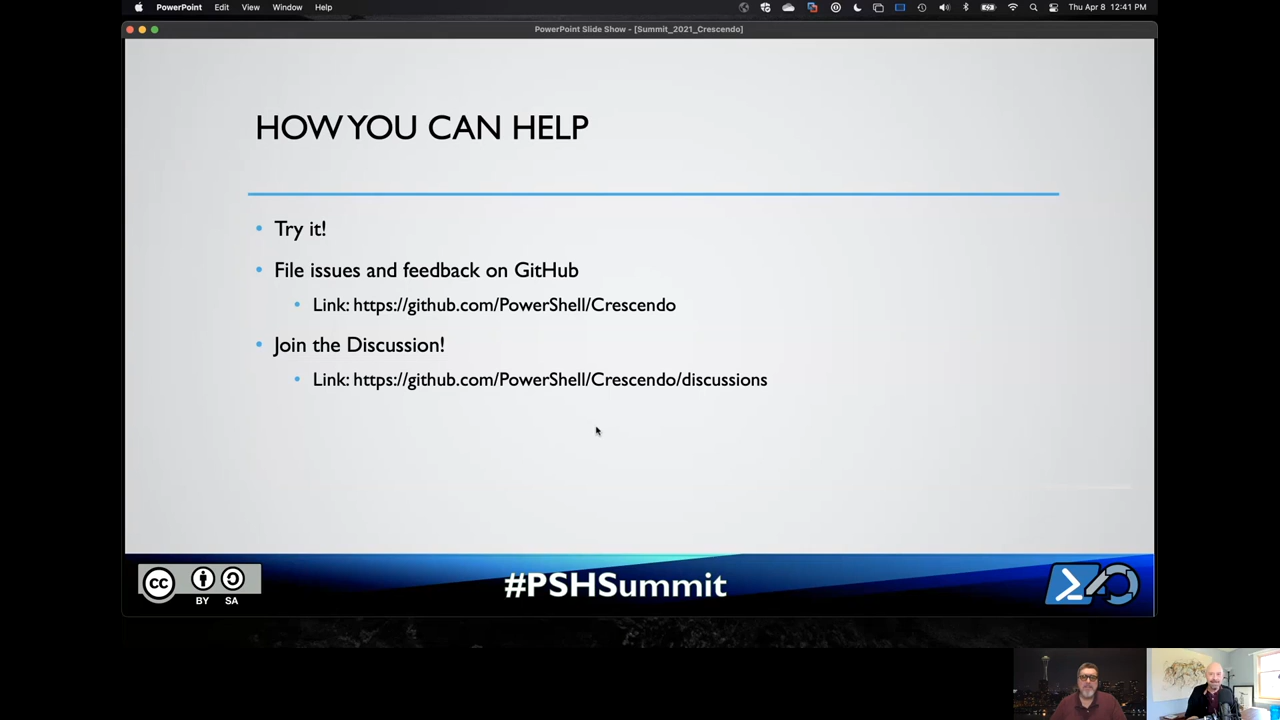 PowerPoint Edit View Window Help
Thu Apr 8 12:41 PM
PowerPoint Slide Show - [Summit_2021_Crescendo]
HOW YOU CAN HELP
• Try it!
• File issues and feedback on GitHub
• Link: https://github.com/PowerShell/Crescendo
• Join the Discussion!
• Link: https://github.com/PowerShell/Crescendo/discussions
CC
BY SA
#PSHSummit